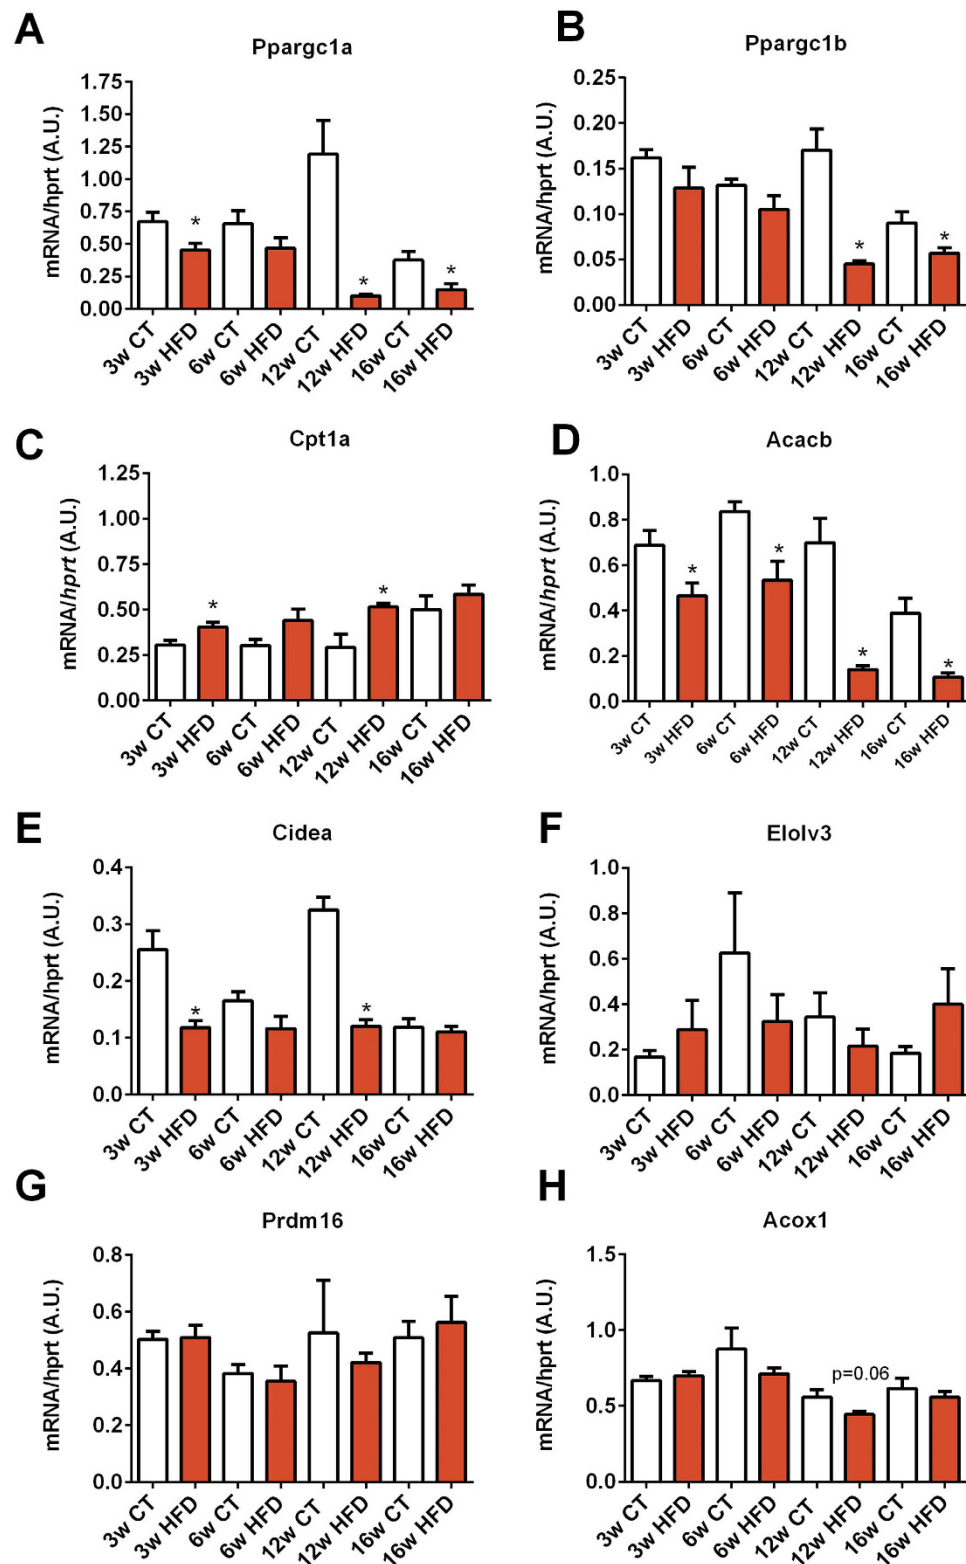 A
Ppargc1a
mRNA/hprt (A.U.)
1.75
1.50
1.25
1.00
0.75
0.50
0.25
0.00
*
*
*
3w CT
3w HFD
6w CT
6w HFD
12w CT
12w HFD
16w CT
16w HFD
B
Ppargc1b
mRNA/hprt (A.U.)
0.25
0.20
0.15
0.10
0.05
0.00
*
*
3w CT
3w HFD
6w CT
6w HFD
12w CT
12w HFD
16w CT
16w HFD
C
Cpt1a
mRNA/hprt (A.U.)
1.25
1.00
0.75
0.50
0.25
0.00
*
*
3w CT
3w HFD
6w CT
6w HFD
12w CT
12w HFD
16w CT
16w HFD
D
Acacb
mRNA/hprt (A.U.)
1.0
0.8
0.6
0.4
0.2
0.0
*
*
*
*
3w CT
3w HFD
6w CT
6w HFD
12w CT
12w HFD
16w CT
16w HFD
E
Cidea
mRNA/hprt (A.U.)
0.4
0.3
0.2
0.1
0.0
*
*
3w CT
3w HFD
6w CT
6w HFD
12w CT
12w HFD
16w CT
16w HFD
F
Elolv3
mRNA/hprt (A.U.)
1.0
0.8
0.6
0.4
0.2
0.0
3w CT
3w HFD
6w CT
6w HFD
12w CT
12w HFD
16w CT
16w HFD
G
Prdm16
mRNA/hprt (A.U.)
0.8
0.6
0.4
0.2
0.0
3w CT
3w HFD
6w CT
6w HFD
12w CT
12w HFD
16w CT
16w HFD
H
Acox1
mRNA/hprt (A.U.)
1.5
1.0
0.5
0.0
p=0.06
3w CT
3w HFD
6w CT
6w HFD
12w CT
12w HFD
16w CT
16w HFD